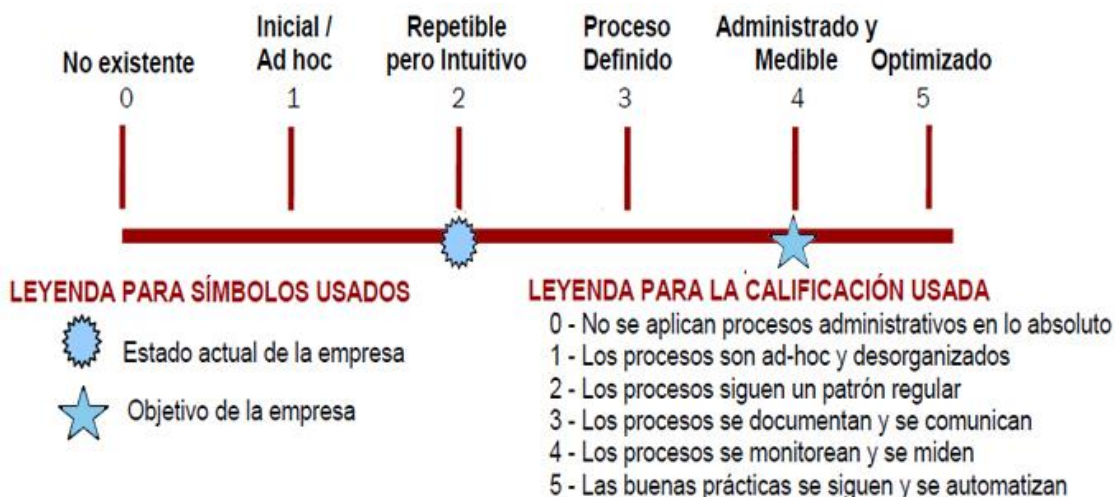 No existente
Inicial /
Ad hoc
Repetible
pero Intuitivo
Proceso
Definido
Administrado y
Medible
Optimizado
0
1
2
3
4
5
LEYENDA PARA SÍMBOLOS USADOS
Estado actual de la empresa
Objetivo de la empresa
LEYENDA PARA LA CALIFICACIÓN USADA
0 - No se aplican procesos administrativos en lo absoluto
1 - Los procesos son ad-hoc y desorganizados
2 - Los procesos siguen un patrón regular
3 - Los procesos se documentan y se comunican
4 - Los procesos se monitorean y se miden
5 - Las buenas prácticas se siguen y se automatizan